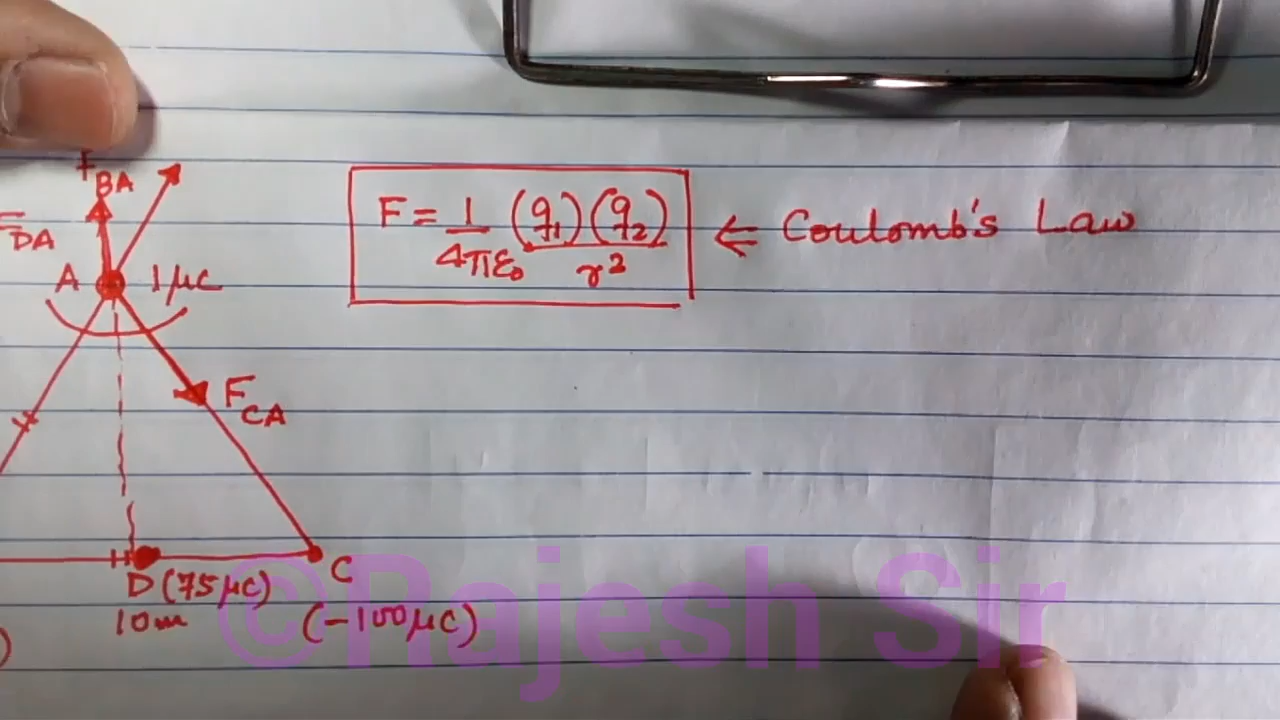 F_BA
F_DA
A 1μC
F = 1/4πε₀ (q₁)(q₂)/r² ⇐ Coulomb's Law
F_CA
D (75μC) C
10m (-100μC)
)
©Rajesh Sir